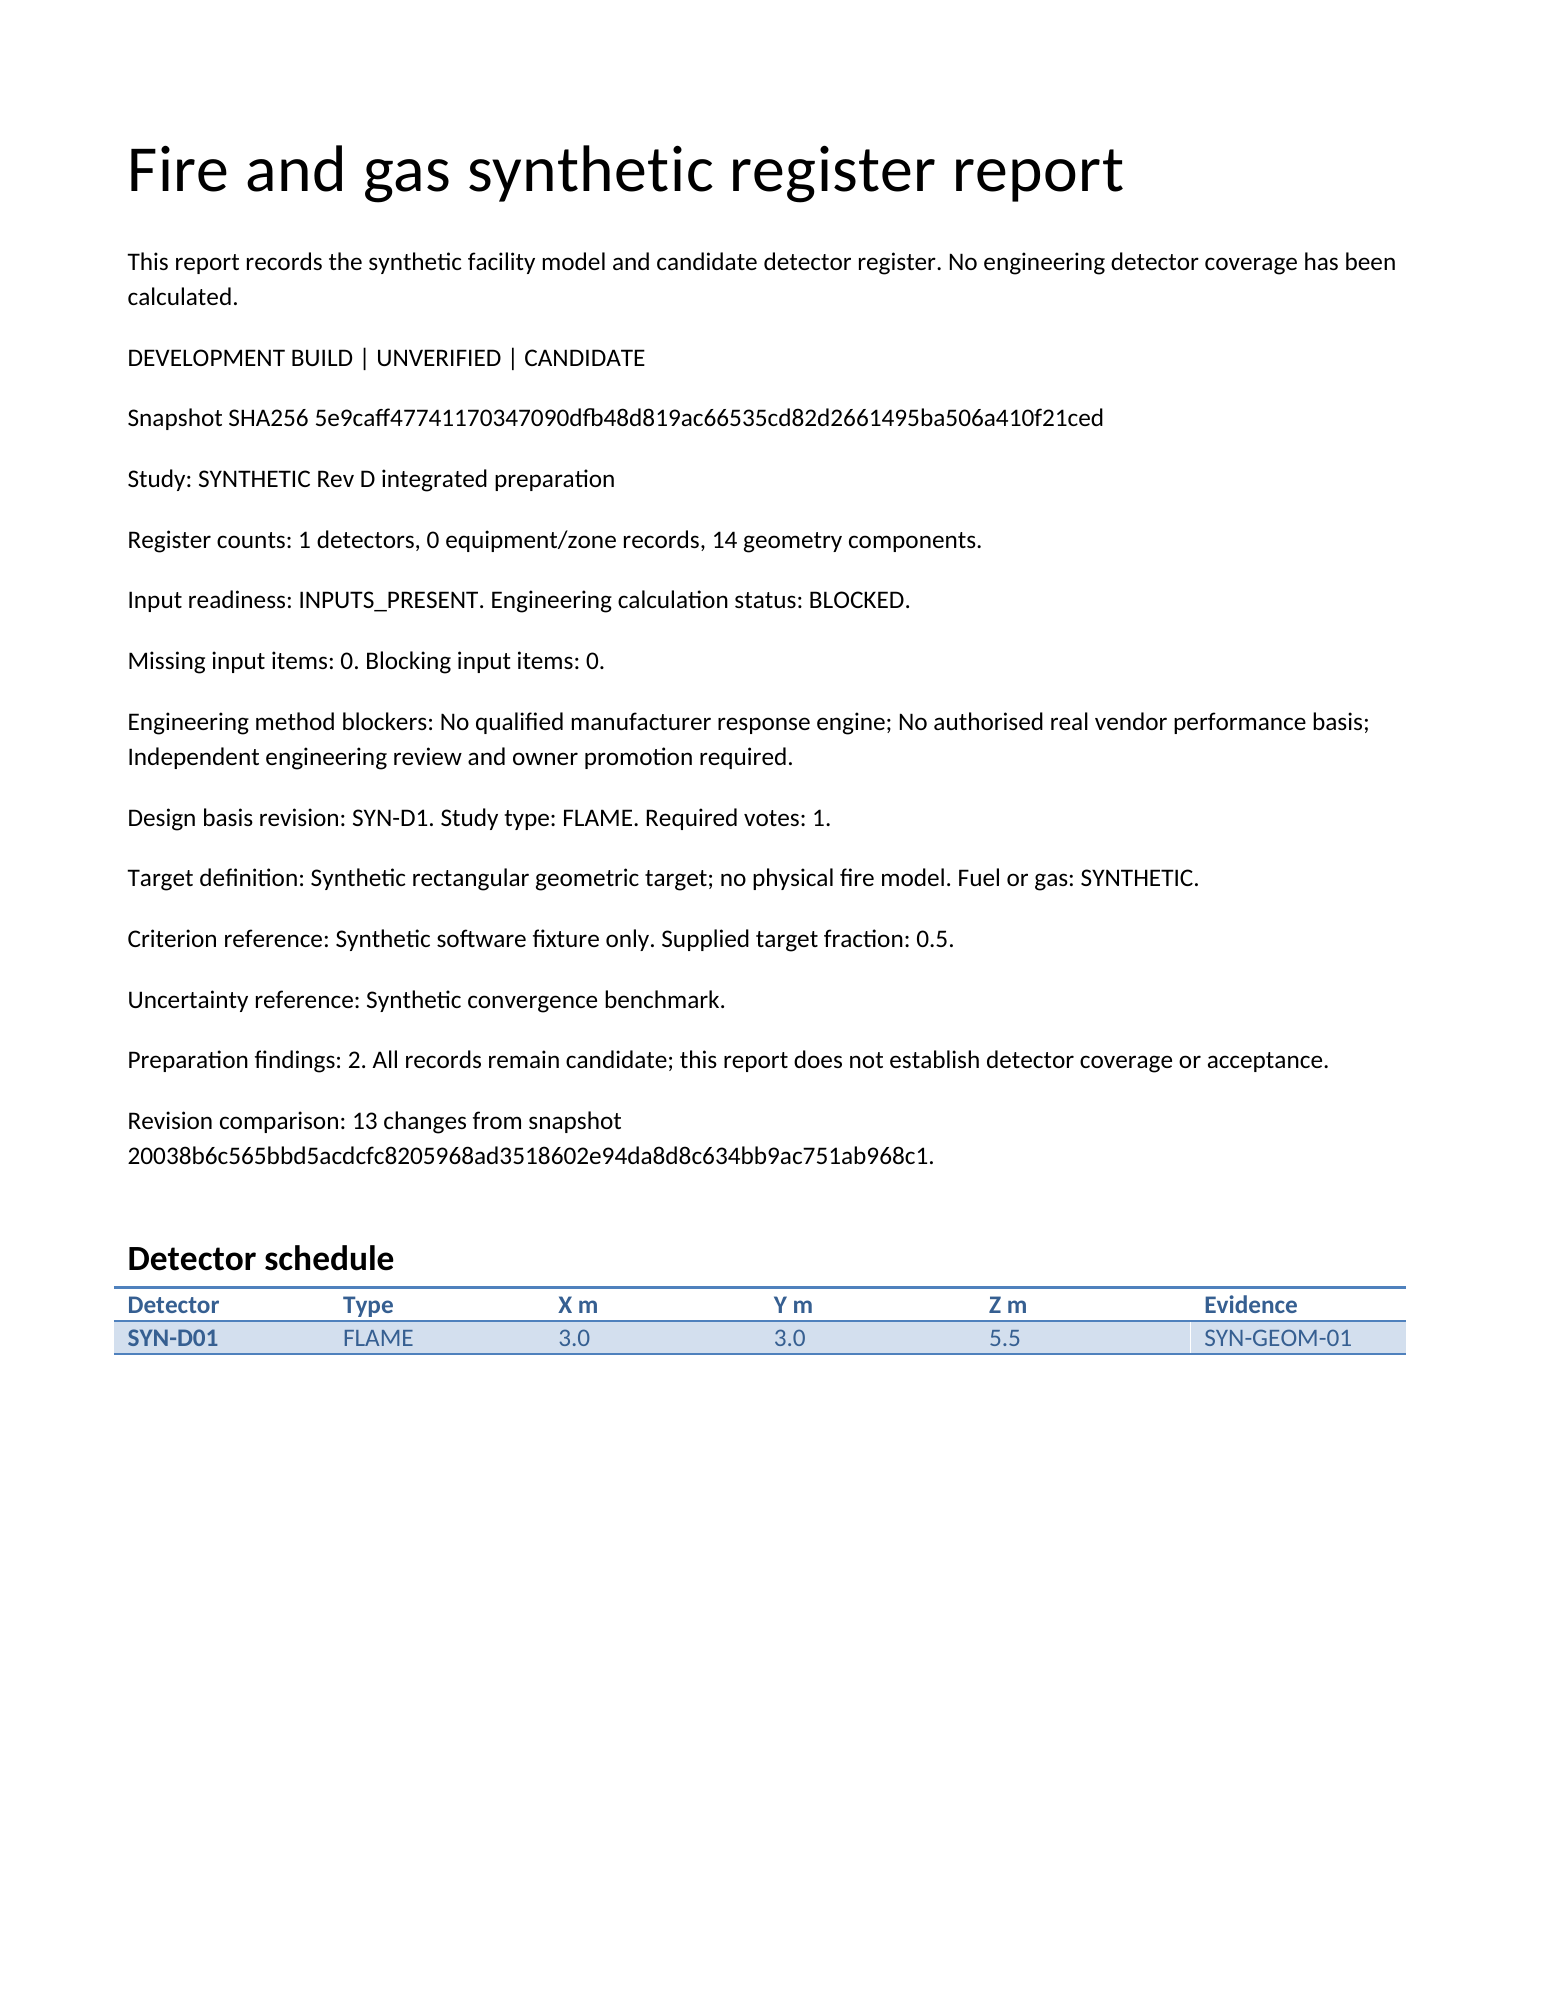 Fire and gas synthetic register report
This report records the synthetic facility model and candidate detector register. No engineering detector coverage has been
calculated.
DEVELOPMENT BUILD | UNVERIFIED | CANDIDATE
Snapshot SHA256 5e9caff47741170347090dfb48d819ac66535cd82d2661495ba506a410f21ced
Study: SYNTHETIC Rev D integrated preparation
Register counts: 1 detectors, 0 equipment/zone records, 14 geometry components.
Input readiness: INPUTS_PRESENT. Engineering calculation status: BLOCKED.
Missing input items: 0. Blocking input items: 0.
Engineering method blockers: No qualified manufacturer response engine; No authorised real vendor performance basis;
Independent engineering review and owner promotion required.
Design basis revision: SYN-D1. Study type: FLAME. Required votes: 1.
Target definition: Synthetic rectangular geometric target; no physical fire model. Fuel or gas: SYNTHETIC.
Criterion reference: Synthetic software fixture only. Supplied target fraction: 0.5.
Uncertainty reference: Synthetic convergence benchmark.
Preparation findings: 2. All records remain candidate; this report does not establish detector coverage or acceptance.
Revision comparison: 13 changes from snapshot
20038b6c565bbd5acdcfc8205968ad3518602e94da8d8c634bb9ac751ab968c1.
Detector schedule
Detector Type X m Y m Z m Evidence
SYN-D01 FLAME 3.0 3.0 5.5 SYN-GEOM-01